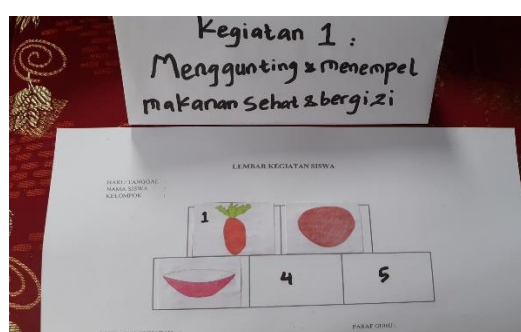 Kegiatan 1 :
Menggunting & menempel
makanan sehat & bergizi
LEMBAR KEGIATAN SISWA
HARI / TANGGAL :
NAMA SISWA :
KELOMPOK :
1
4
5
PARAF GURU: